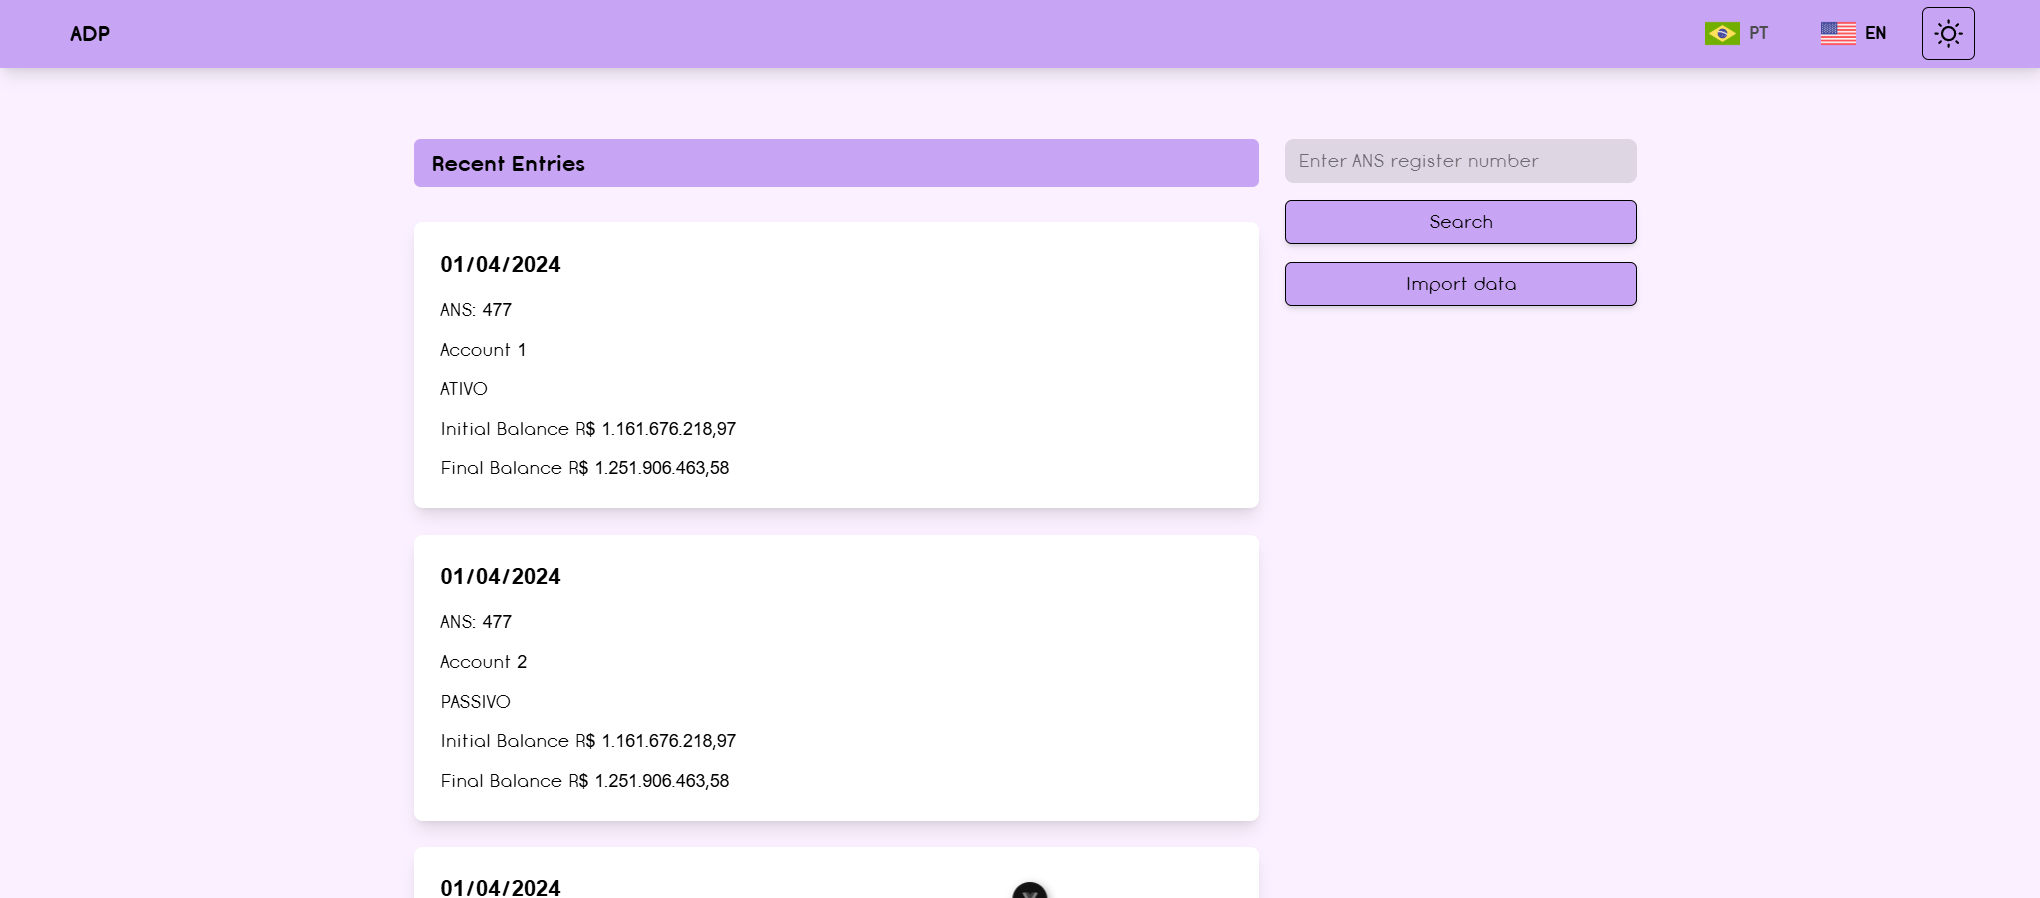 ADP
PT
EN
Recent Entries
Enter ANS register number
Search
Import data
01/04/2024
ANS: 477
Account 1
ATIVO
Initial Balance R$ 1.161.676.218,97
Final Balance R$ 1.251.906.463,58
01/04/2024
ANS: 477
Account 2
PASSIVO
Initial Balance R$ 1.161.676.218,97
Final Balance R$ 1.251.906.463,58
01/04/2024